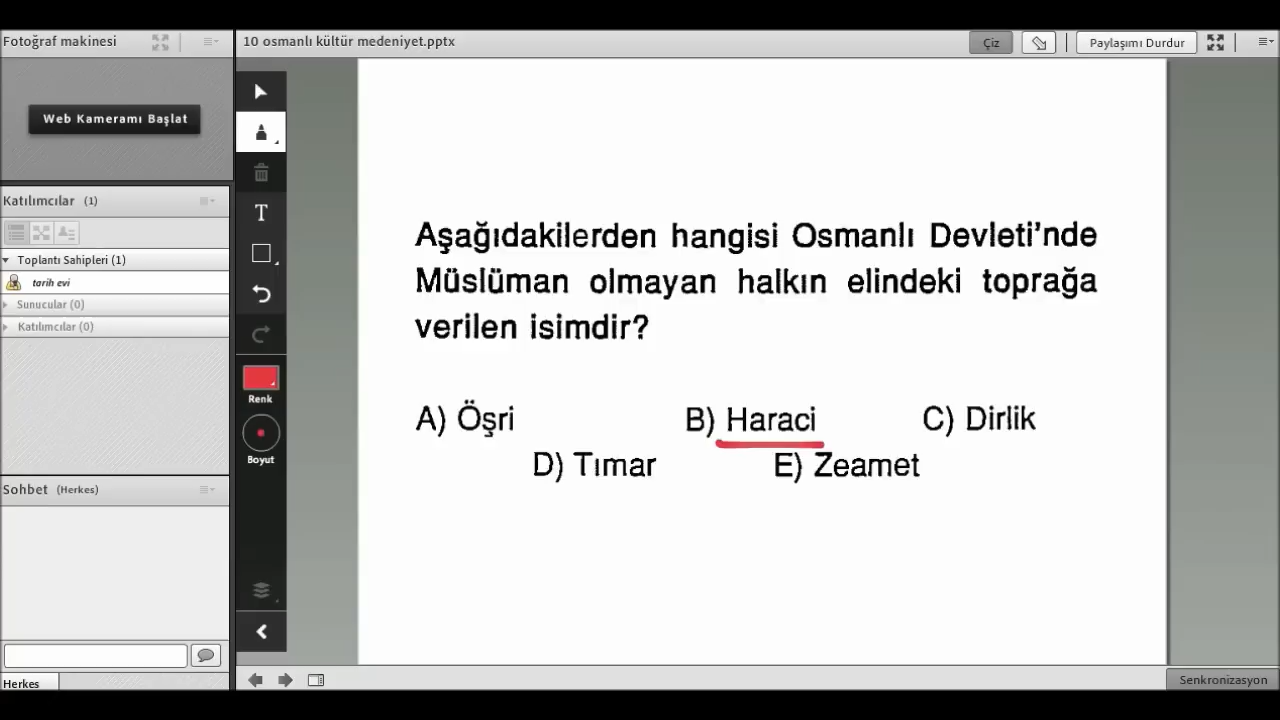 Fotoğraf makinesi
10 osmanlı kültür medeniyet.pptx
Çiz
Paylaşımı Durdur
Web Kameramı Başlat
Katılımcılar (1)
Toplantı Sahipleri (1)
tarih evi
Sunucular (0)
Katılımcılar (0)
Sohbet (Herkes)
Herkes
T
Renk
Boyut
Aşağıdakilerden hangisi Osmanlı Devleti'nde
Müslüman olmayan halkın elindeki toprağa
verilen isimdir?
A) Öşri B) Haraci C) Dirlik
D) Tımar E) Zeamet
Senkronizasyon